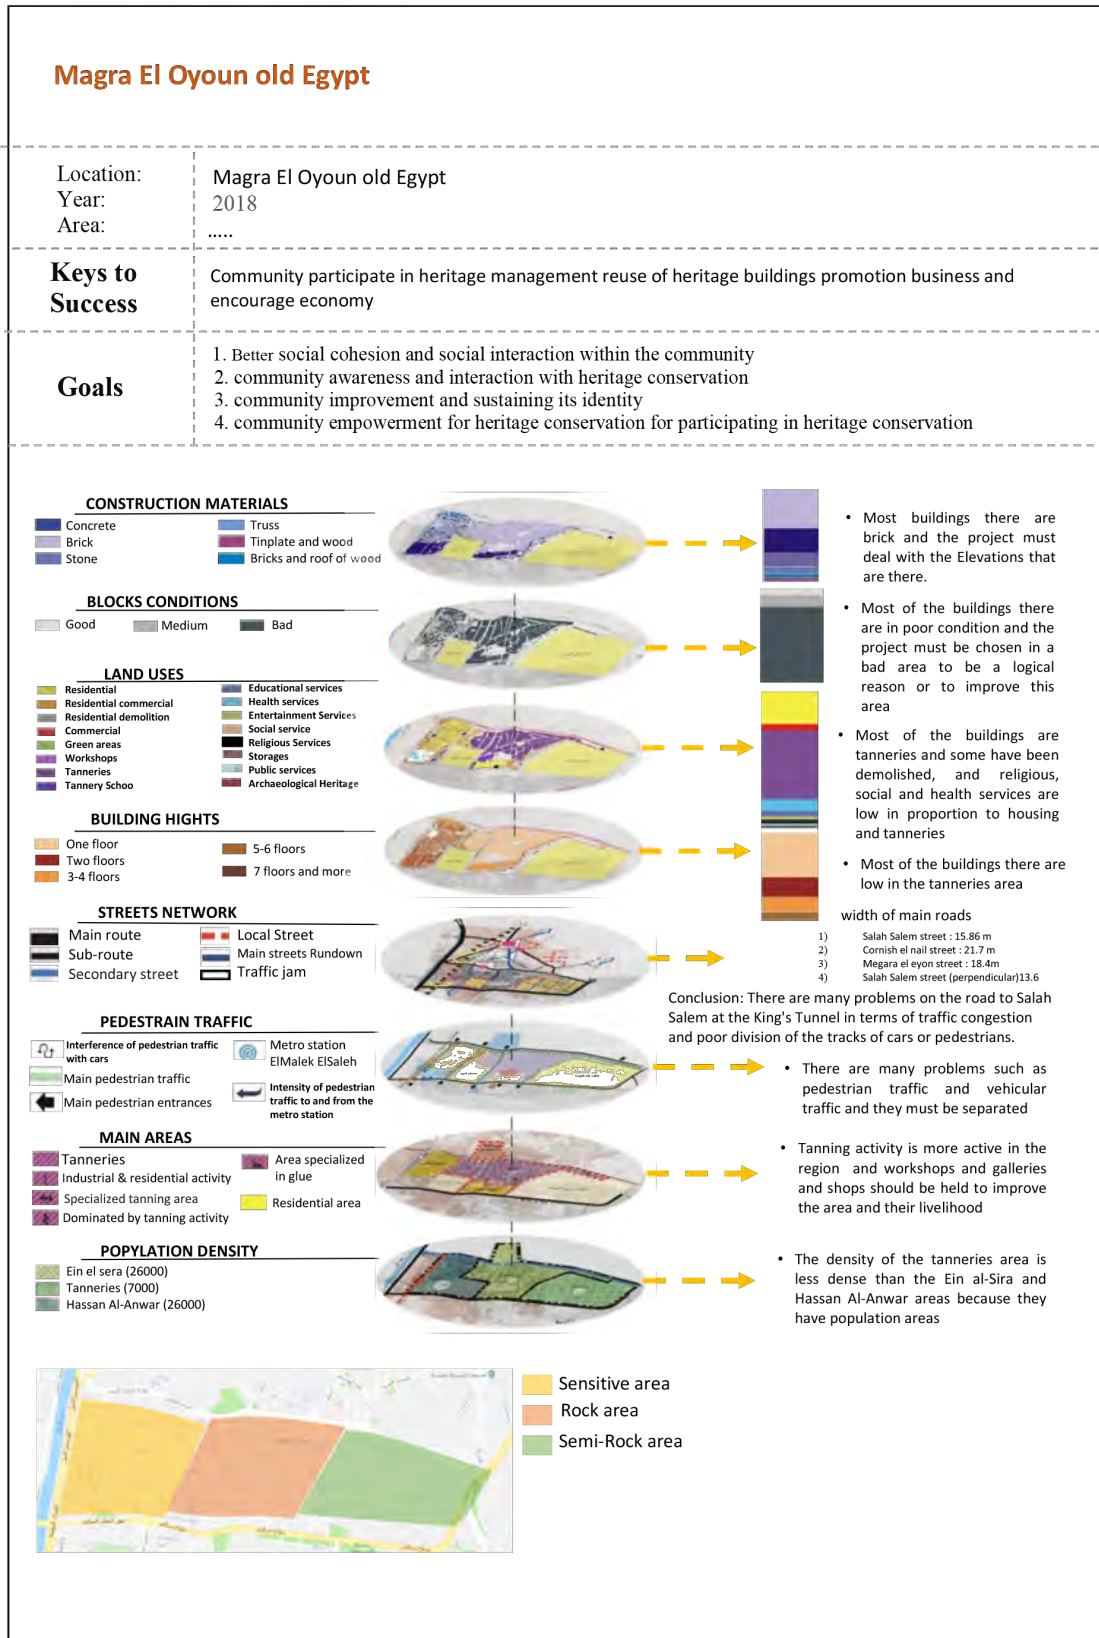 Magra El Oyoun old Egypt
Location:
Magra El Oyoun old Egypt
Year:
2018
Area:
.....
Keys to
Success
Community participate in heritage management reuse of heritage buildings promotion business and
encourage economy
Goals
1. Better social cohesion and social interaction within the community
2. community awareness and interaction with heritage conservation
3. community improvement and sustaining its identity
4. community empowerment for heritage conservation for participating in heritage conservation
CONSTRUCTION MATERIALS
Concrete
Brick
Stone
Truss
Tinplate and wood
Bricks and roof of wood
• Most buildings there are
brick and the project must
deal with the Elevations that
are there.
BLOCKS CONDITIONS
Good
Medium
Bad
• Most of the buildings there
are in poor condition and the
project must be chosen in a
bad area to be a logical
reason or to improve this
area
LAND USES
Residential
Residential commercial
Residential demolition
Commercial
Green areas
Workshops
Tanneries
Tannery Schoo
Educational services
Health services
Entertainment Services
Social service
Religious Services
Storages
Public services
Archaeological Heritage
• Most of the buildings are
tanneries and some have been
demolished, and religious,
social and health services are
low in proportion to housing
and tanneries
BUILDING HIGHTS
One floor
Two floors
3-4 floors
5-6 floors
7 floors and more
• Most of the buildings there are
low in the tanneries area
STREETS NETWORK
Main route
Sub-route
Secondary street
Local Street
Main streets Rundown
Traffic jam
width of main roads
1) Salah Salem street : 15.86 m
2) Cornish el nail street : 21.7 m
3) Megara el eyon street : 18.4m
4) Salah Salem street (perpendicular)13.6
Conclusion: There are many problems on the road to Salah
Salem at the King's Tunnel in terms of traffic congestion
and poor division of the tracks of cars or pedestrians.
PEDESTRAIN TRAFFIC
Interference of pedestrian traffic
with cars
Main pedestrian traffic
Main pedestrian entrances
Metro station
ElMalek ElSaleh
Intensity of pedestrian
traffic to and from the
metro station
• There are many problems such as
pedestrian traffic and vehicular
traffic and they must be separated
MAIN AREAS
Tanneries
Industrial & residential activity
Specialized tanning area
Dominated by tanning activity
Area specialized
in glue
Residential area
• Tanning activity is more active in the
region and workshops and galleries
and shops should be held to improve
the area and their livelihood
POPYLATION DENSITY
Ein el sera (26000)
Tanneries (7000)
Hassan Al-Anwar (26000)
• The density of the tanneries area is
less dense than the Ein al-Sira and
Hassan Al-Anwar areas because they
have population areas
Sensitive area
Rock area
Semi-Rock area